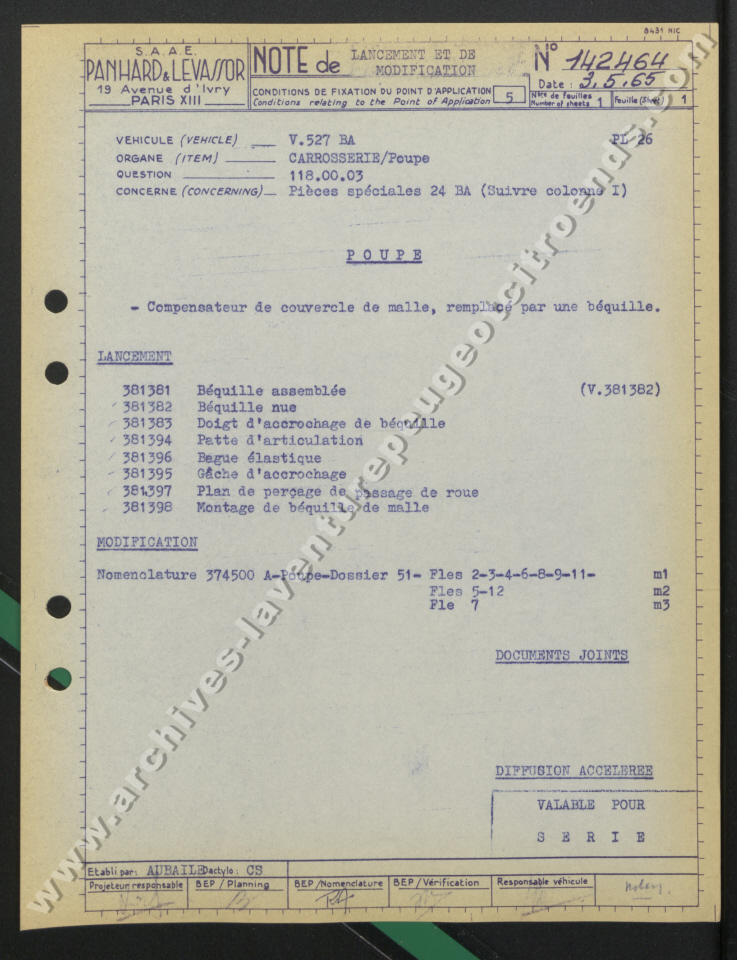 8431 NIC
S.A.A.E.
PANHARD & LEVASSOR
19 Avenue d'Ivry
PARIS XIII
NOTE de LANCEMENT ET DE
MODIFICATION
CONDITIONS DE FIXATION DU POINT D'APPLICATION
Conditions relating to the Point of Application
5
N° 142464
Date : 3.5.65
Nbre de feuilles
Number of sheets 1
Feuille (Sheet) 1
VEHICULE (VEHICLE) V.527 BA PL 26
ORGANE (ITEM) CARROSSERIE/Poupe
QUESTION 118.00.03
CONCERNE (CONCERNING) Pièces spéciales 24 BA (Suivre colonne I)
POUPE
- Compensateur de couvercle de malle, remplacé par une béquille.
LANCEMENT
381381 Béquille assemblée (V.381382)
381382 Béquille nue
381383 Doigt d'accrochage de béquille
381394 Patte d'articulation
381396 Bague élastique
381395 Gâche d'accrochage
381397 Plan de perçage de passage de roue
381398 Montage de béquille de malle
MODIFICATION
Nomenclature 374500 A-Poupe-Dossier 51- Fles 2-3-4-6-8-9-11- m1
Fles 5-12 m2
Fle 7 m3
DOCUMENTS JOINTS
DIFFUSION ACCELEREE
VALABLE POUR
SERIE
Etabli par: AUBAILE Dactylo : CS
Projeteur responsable
BEP / Planning
BEP / Nomenclature
BEP / Vérification
Responsable véhicule
www.archives-laventurepeugeotcitroends.com